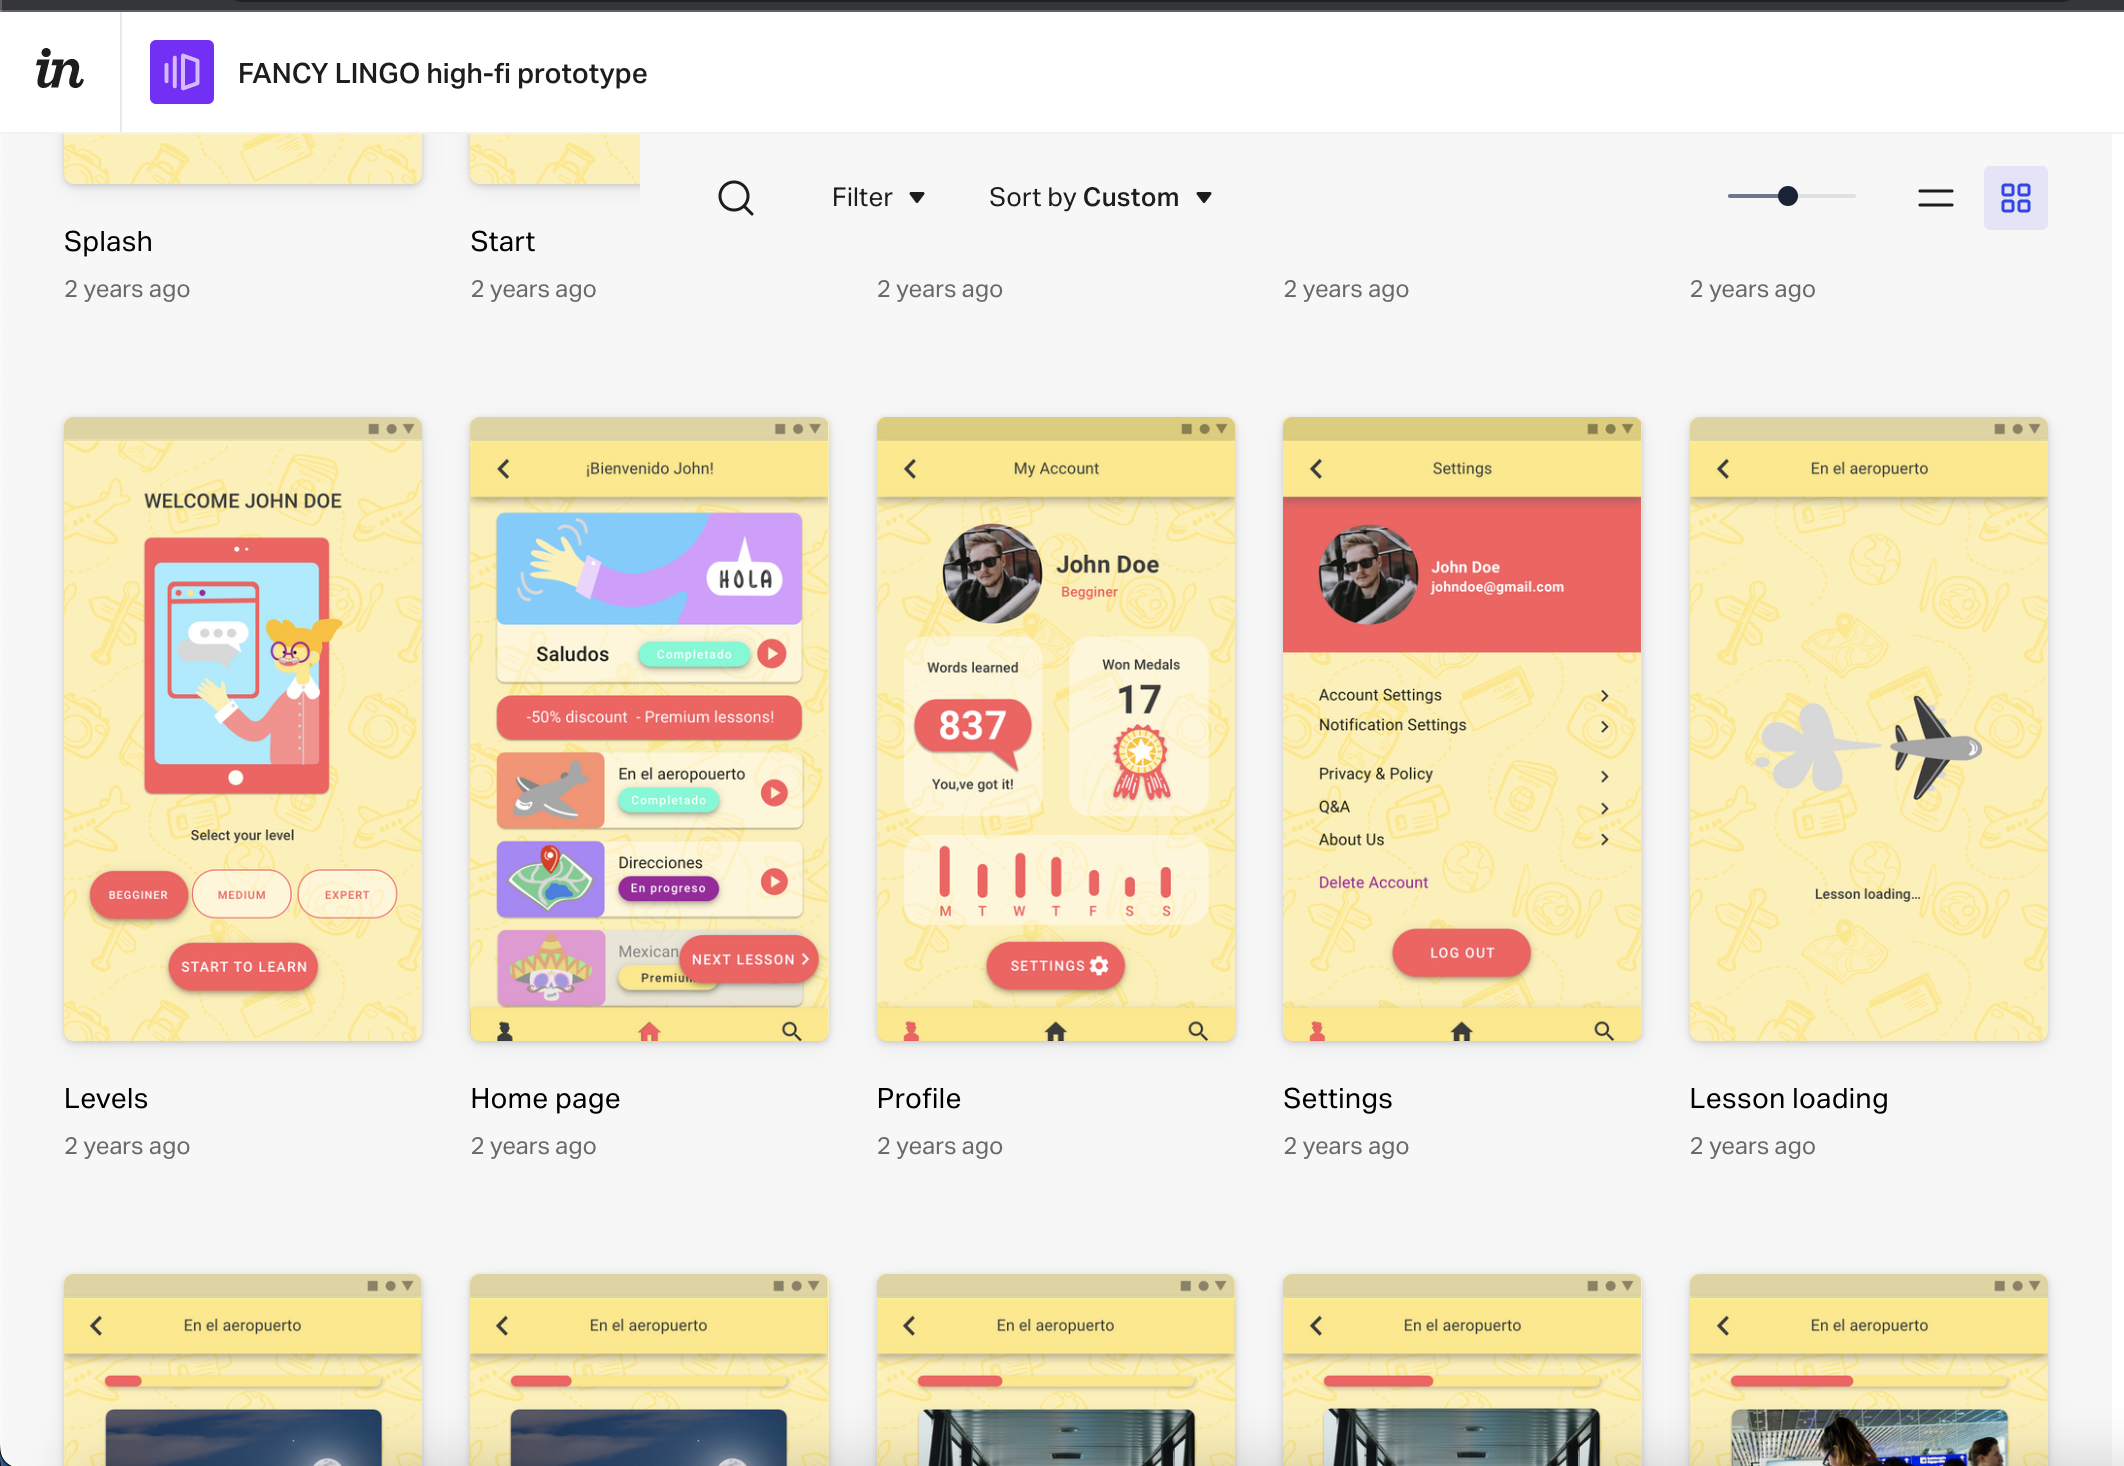 in
FANCY LINGO high-fi prototype
Filter
Sort by Custom
Splash
2 years ago
Start
2 years ago
2 years ago
2 years ago
2 years ago
WELCOME JOHN DOE
Select your level
BEGGINER
MEDIUM
EXPERT
START TO LEARN
Levels
2 years ago
¡Bienvenido John!
HOLA
Saludos
Completado
-50% discount - Premium lessons!
En el aeropouerto
Completado
Direcciones
En progreso
Mexican
Premium
NEXT LESSON
Home page
2 years ago
My Account
John Doe
Begginer
Words learned
837
You,ve got it!
Won Medals
17
M T W T F S S
SETTINGS
Profile
2 years ago
Settings
John Doe
johndoe@gmail.com
Account Settings
Notification Settings
Privacy & Policy
Q&A
About Us
Delete Account
LOG OUT
Settings
2 years ago
En el aeropuerto
Lesson loading...
Lesson loading
2 years ago
En el aeropuerto
En el aeropuerto
En el aeropuerto
En el aeropuerto
En el aeropuerto